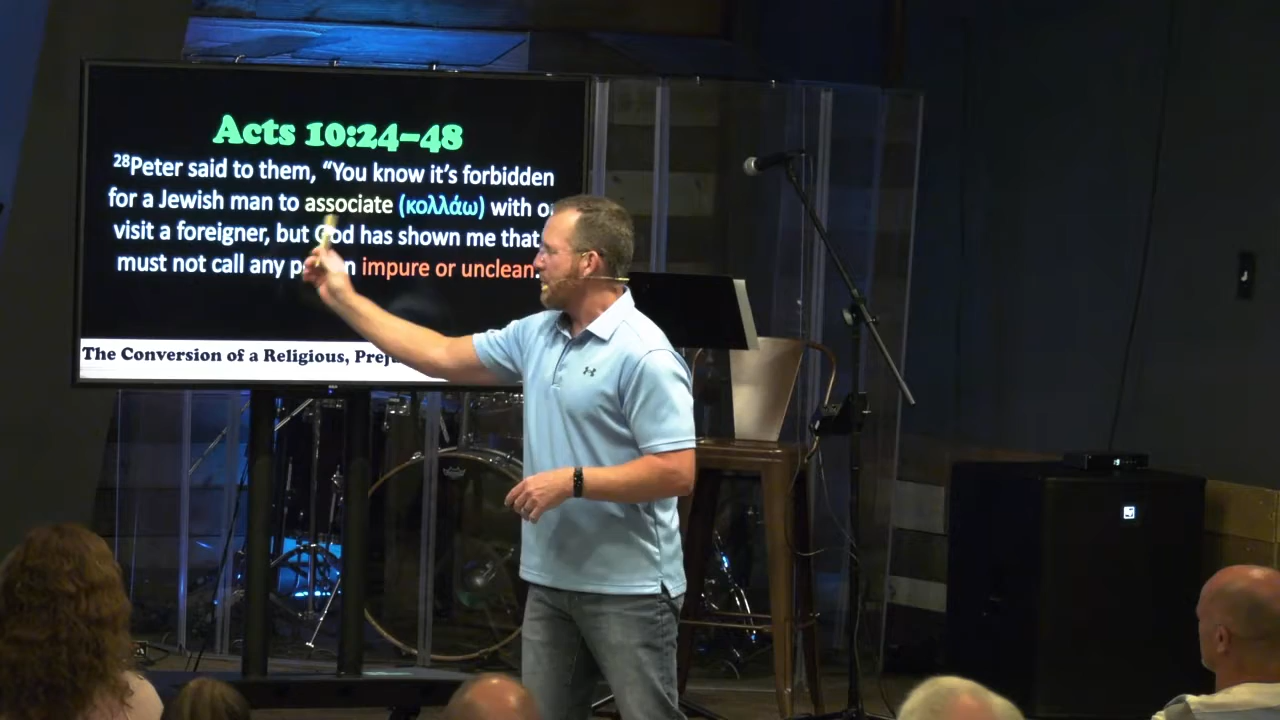 Acts 10:24–48
²⁸Peter said to them, “You know it’s forbidden
for a Jewish man to associate (κολλάω) with
visit a foreigner, but God has shown me that
must not call any impure or unclean.
The Conversion of a Religious,